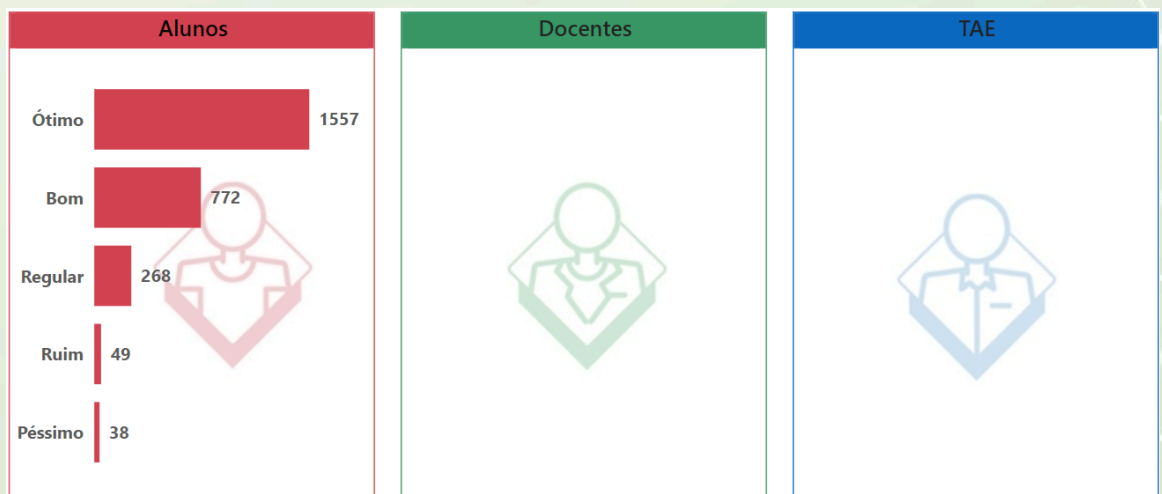 Alunos
Docentes
TAE
Ótimo 1557
Bom 772
Regular 268
Ruim 49
Péssimo 38